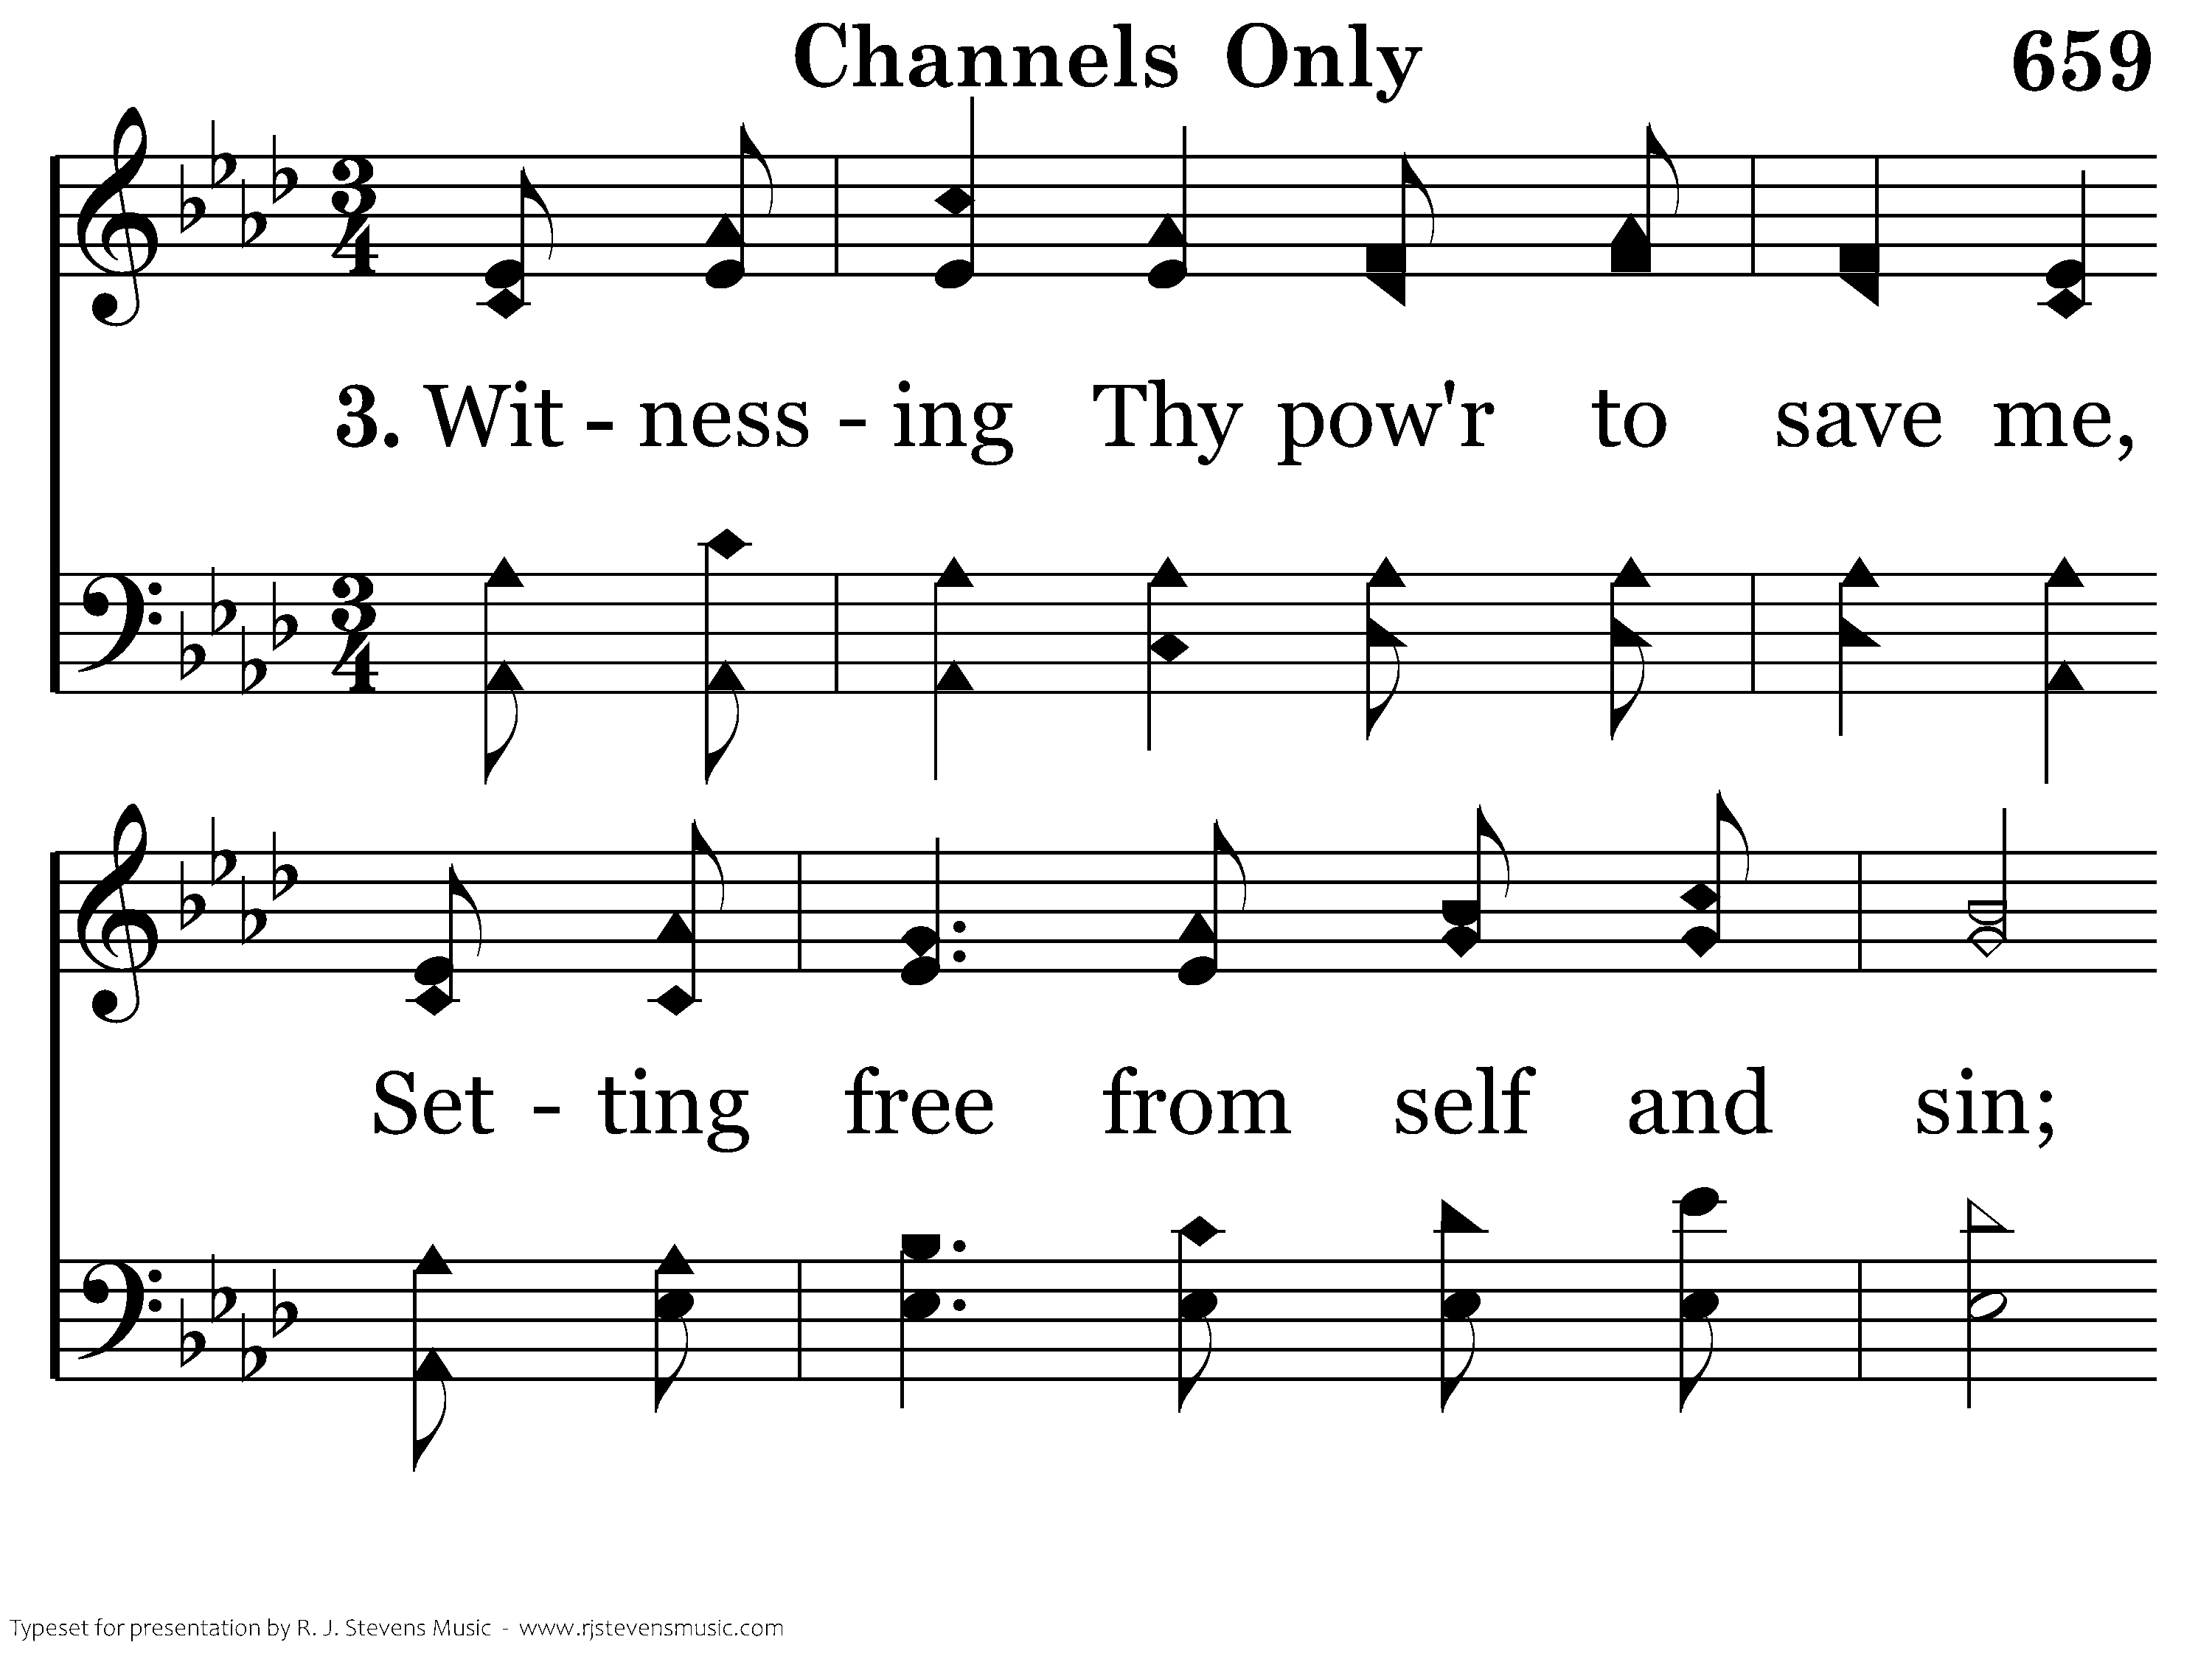 Channels Only 659
3. Wit - ness - ing Thy pow'r to save me,
Set - ting free from self and sin;
Typeset for presentation by R. J. Stevens Music - www.rjstevensmusic.com